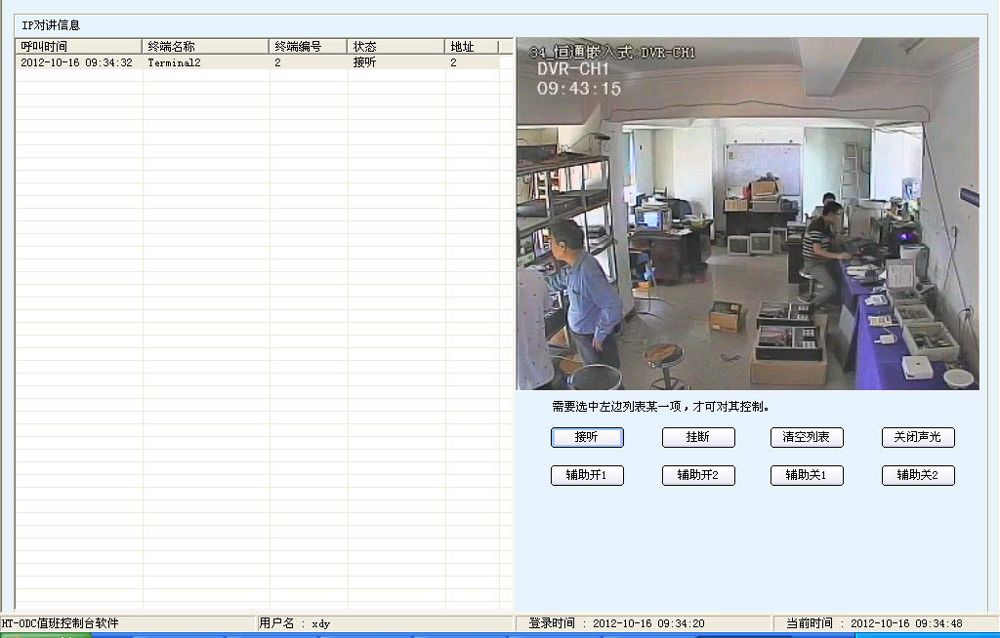 IP对讲信息
呼叫时间 终端名称 终端编号 状态 地址
2012-10-16 09:34:32 Terminal2 2 接听 2
34_恒通嵌入式:DVR-CH1
DVR-CH1
09:43:15
需要选中左边列表某一项，才可对其控制。
接听 挂断 清空列表 关闭声光
辅助开1 辅助开2 辅助关1 辅助关2
HT-ODC值班控制台软件 用户名 : xdy 登录时间 : 2012-10-16 09:34:20 当前时间 : 2012-10-16 09:34:48